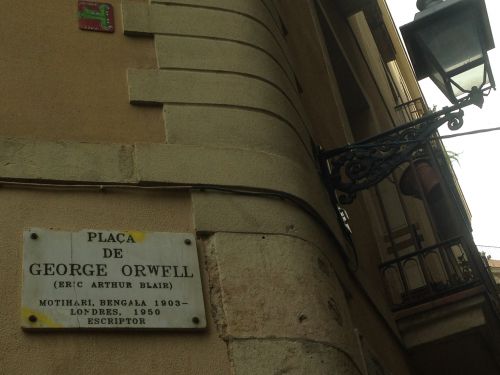 PLAÇA
DE
GEORGE ORWELL
(ERIC ARTHUR BLAIR)
MOTIHARI, BENGALA 1903-
LONDRES, 1950
ESCRIPTOR